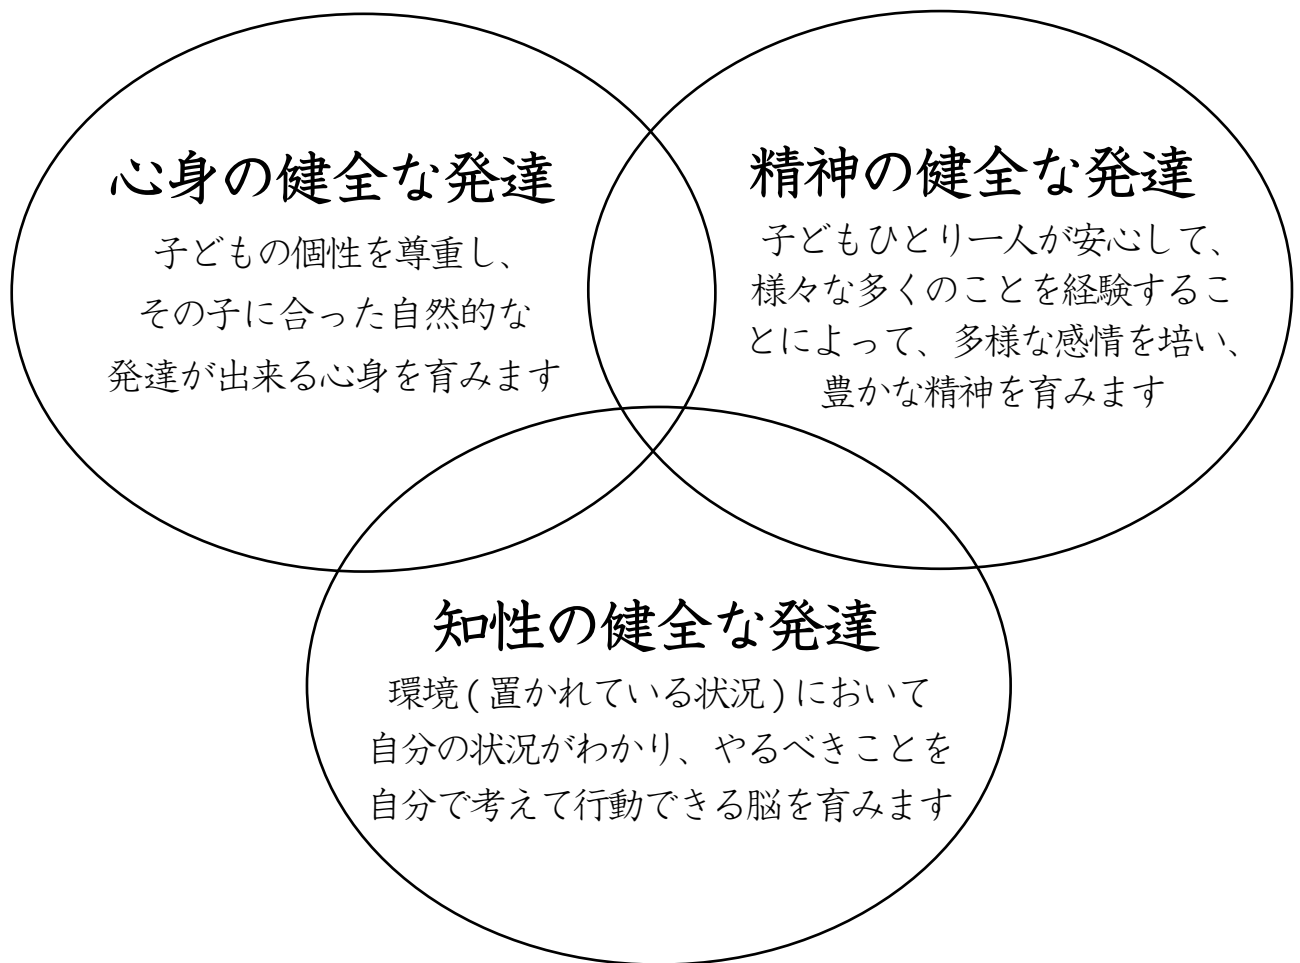 心身の健全な発達
子どもの個性を尊重し、
その子に合った自然的な
発達が出来る心身を育みます
精神の健全な発達
子どもひとり一人が安心して、
様々な多くのことを経験するこ
とによって、多様な感情を培い、
豊かな精神を育みます
知性の健全な発達
環境(置かれている状況)において
自分の状況がわかり、やるべきことを
自分で考えて行動できる脳を育みます